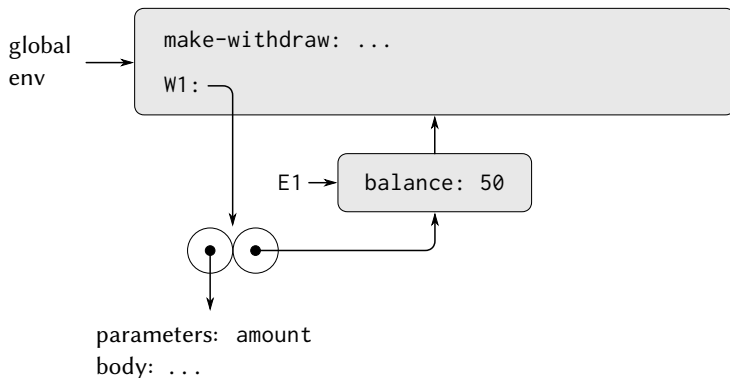 global
env
make-withdraw: ...
W1:
E1
balance: 50
parameters: amount
body: ...